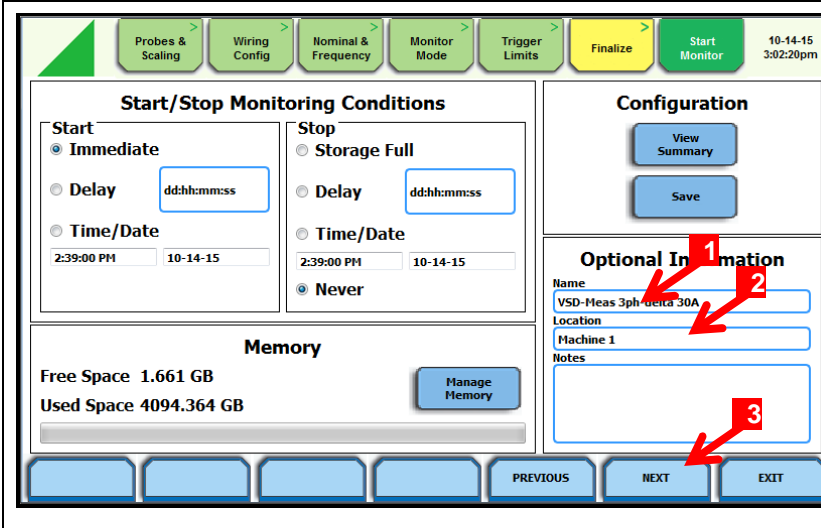 Probes &
Scaling
>
Wiring
Config
>
Nominal &
Frequency
>
Monitor
Mode
>
Trigger
Limits
>
Finalize
>
Start
Monitor
10-14-15
3:02:20pm
Start/Stop Monitoring Conditions
Start
Immediate
Delay dd:hh:mm:ss
Time/Date
2:39:00 PM 10-14-15
Stop
Storage Full
Delay dd:hh:mm:ss
Time/Date
2:39:00 PM 10-14-15
Never
Configuration
View
Summary
Save
Memory
Free Space 1.661 GB
Used Space 4094.364 GB
Manage
Memory
Optional Information
1
Name
VSD-Meas 3ph-delta 30A
2
Location
Machine 1
Notes
3
PREVIOUS NEXT EXIT